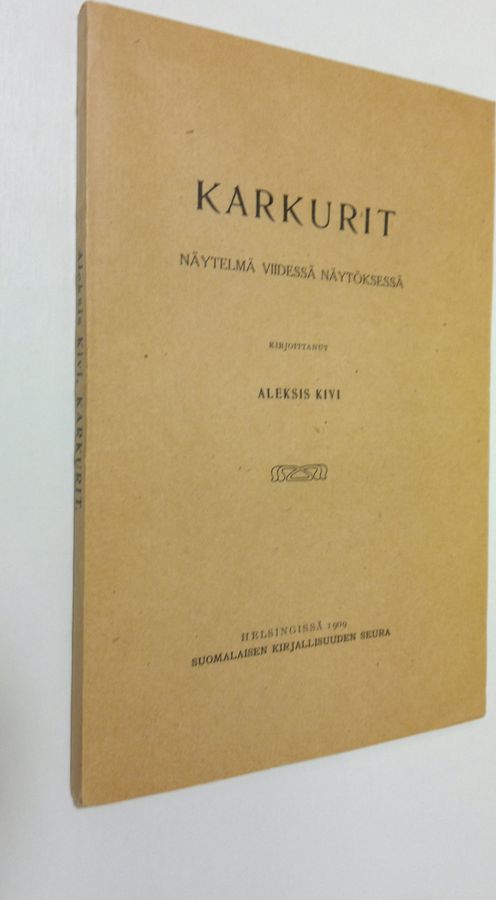 KARKURIT
NÄYTELMÄ VIIDESSÄ NÄYTÖKSESSÄ
KIRJOITTANUT
ALEKSIS KIVI
HELSINGISSÄ 1909
SUOMALAISEN KIRJALLISUUDEN SEURA
Aleksis Kivi, KARKURIT.